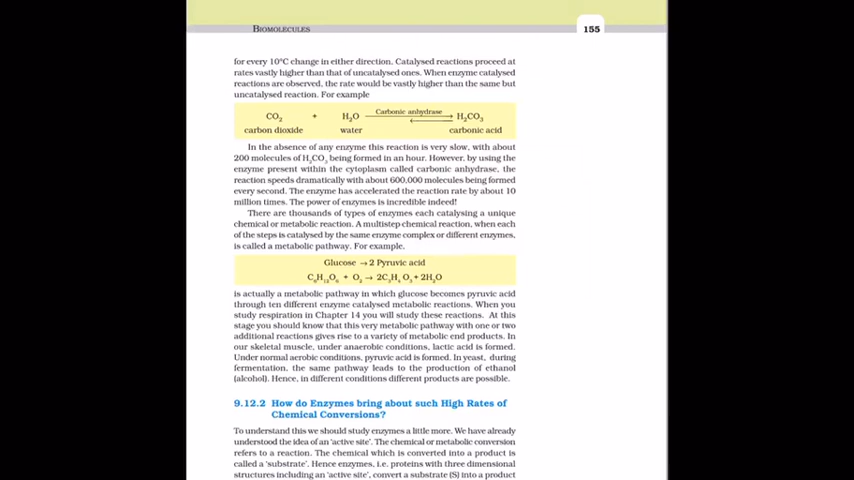 BIOMOLECULES
155
for every 10°C change in either direction. Catalysed reactions proceed at
rates vastly higher than that of uncatalysed ones. When enzyme catalysed
reactions are observed, the rate would be vastly higher than the same but
uncatalysed reaction. For example
Carbonic anhydrase
CO₂ + H₂O ⇌ H₂CO₃
carbon dioxide water carbonic acid
In the absence of any enzyme this reaction is very slow, with about
200 molecules of H₂CO₃ being formed in an hour. However, by using the
enzyme present within the cytoplasm called carbonic anhydrase, the
reaction speeds dramatically with about 600,000 molecules being formed
every second. The enzyme has accelerated the reaction rate by about 10
million times. The power of enzymes is incredible indeed!
There are thousands of types of enzymes each catalysing a unique
chemical or metabolic reaction. A multistep chemical reaction, when each
of the steps is catalysed by the same enzyme complex or different enzymes,
is called a metabolic pathway. For example,
Glucose → 2 Pyruvic acid
C₆H₁₂O₆ + O₂ → 2C₃H₄ O₃ + 2H₂O
is actually a metabolic pathway in which glucose becomes pyruvic acid
through ten different enzyme catalysed metabolic reactions. When you
study respiration in Chapter 14 you will study these reactions. At this
stage you should know that this very metabolic pathway with one or two
additional reactions gives rise to a variety of metabolic end products. In
our skeletal muscle, under anaerobic conditions, lactic acid is formed.
Under normal aerobic conditions, pyruvic acid is formed. In yeast, during
fermentation, the same pathway leads to the production of ethanol
(alcohol). Hence, in different conditions different products are possible.
9.12.2 How do Enzymes bring about such High Rates of
Chemical Conversions?
To understand this we should study enzymes a little more. We have already
understood the idea of an 'active site'. The chemical or metabolic conversion
refers to a reaction. The chemical which is converted into a product is
called a 'substrate'. Hence enzymes, i.e. proteins with three dimensional
structures including an 'active site', convert a substrate (S) into a product